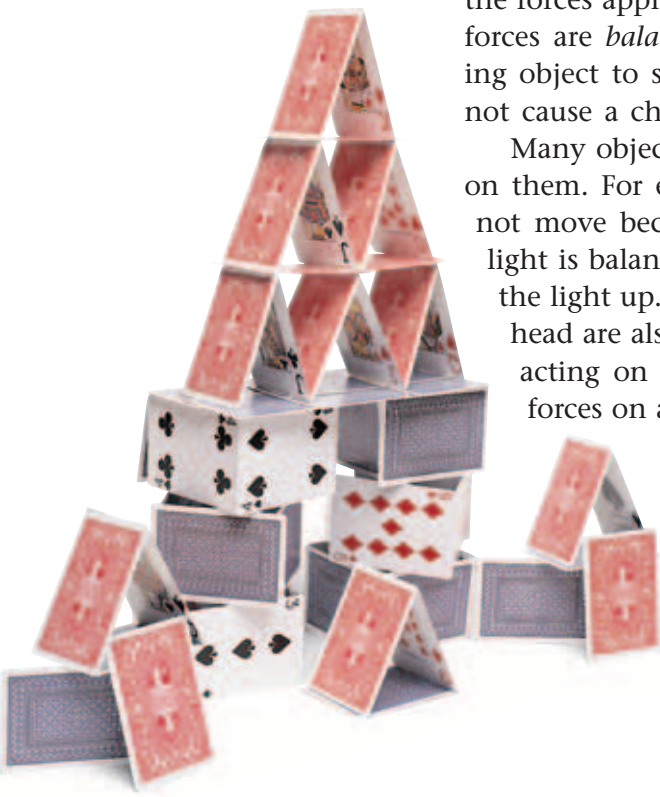 the forces appl
forces are bala
ing object to s
not cause a ch
Many objec
on them. For e
not move bec
light is balan
the light up.
head are als
acting on
forces on a